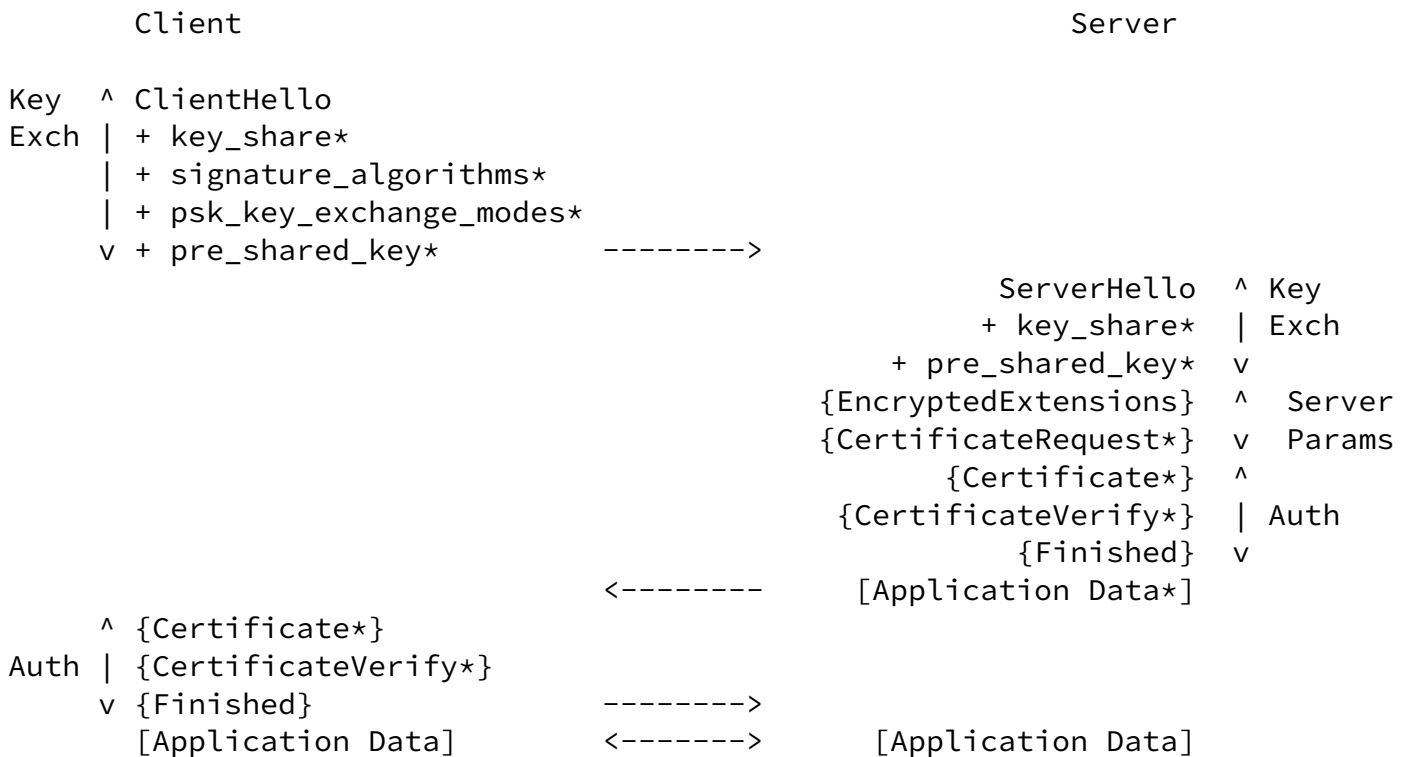 Client                                               Server

Key  ^ ClientHello
Exch | + key_share*
     | + signature_algorithms*
     | + psk_key_exchange_modes*
     v + pre_shared_key*         -------->
                                                      ServerHello  ^ Key
                                                     + key_share*  | Exch
                                                + pre_shared_key*  v
                                            {EncryptedExtensions}  ^  Server
                                            {CertificateRequest*}  v  Params
                                                   {Certificate*}  ^
                                             {CertificateVerify*}  | Auth
                                                       {Finished}  v
                                 <--------     [Application Data*]
     ^ {Certificate*}
Auth | {CertificateVerify*}
     v {Finished}                -------->
       [Application Data]        <------->      [Application Data]